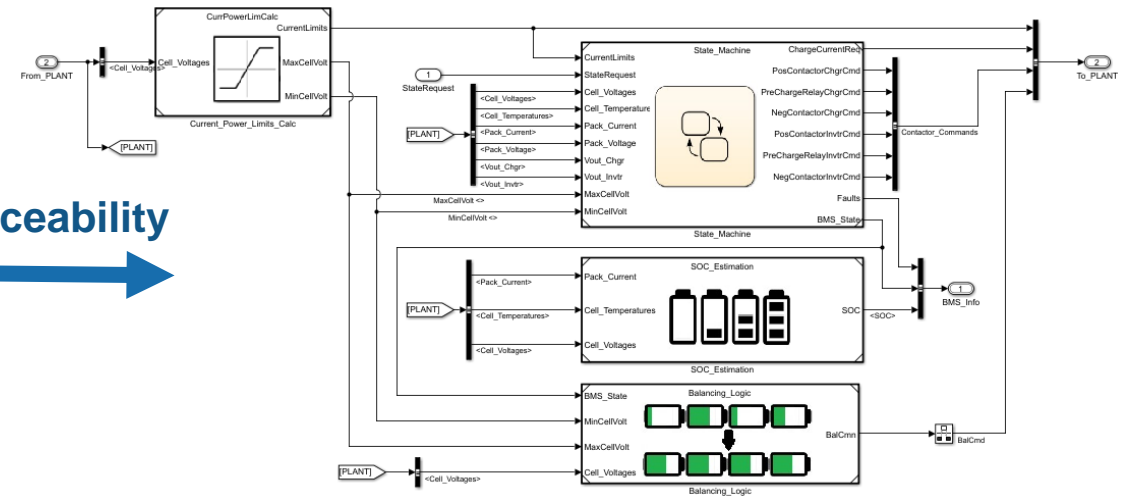 CurrPowerLimCalc
CurrentLimits
2
From_PLANT
<Cell_Voltages>
Cell_Voltages
MaxCellVolt
MinCellVolt
Current_Power_Limits_Calc
[PLANT]
1
StateRequest
State_Machine
CurrentLimits
StateRequest
Cell_Voltages
Cell_Temperature
Pack_Current
Pack_Voltage
Vout_Chgr
Vout_Invtr
MaxCellVolt
MinCellVolt
[PLANT]
<Cell_Voltages>
<Cell_Temperatures>
<Pack_Current>
<Pack_Voltage>
<Vout_Chgr>
<Vout_Invtr>
MaxCellVolt <>
MinCellVolt <>
ChargeCurrentReq
PosContactorChgrCmd
PreChargeRelayChgrCmd
NegContactorChgrCmd
PosContactorInvtrCmd
PreChargeRelayInvtrCmd
NegContactorInvtrCmd
Faults
BMS_State
State_Machine
Contactor_Commands
2
To_PLANT
ceability
SOC_Estimation
[PLANT]
<Pack_Current>
<Cell_Temperatures>
<Cell_Voltages>
Pack_Current
Cell_Temperatures
Cell_Voltages
SOC
<SOC>
SOC_Estimation
1
BMS_Info
Balancing_Logic
BMS_State
MinCellVolt
MaxCellVolt
Cell_Voltages
[PLANT]
<Cell_Voltages>
BalCmn
BalCmd
Balancing_Logic